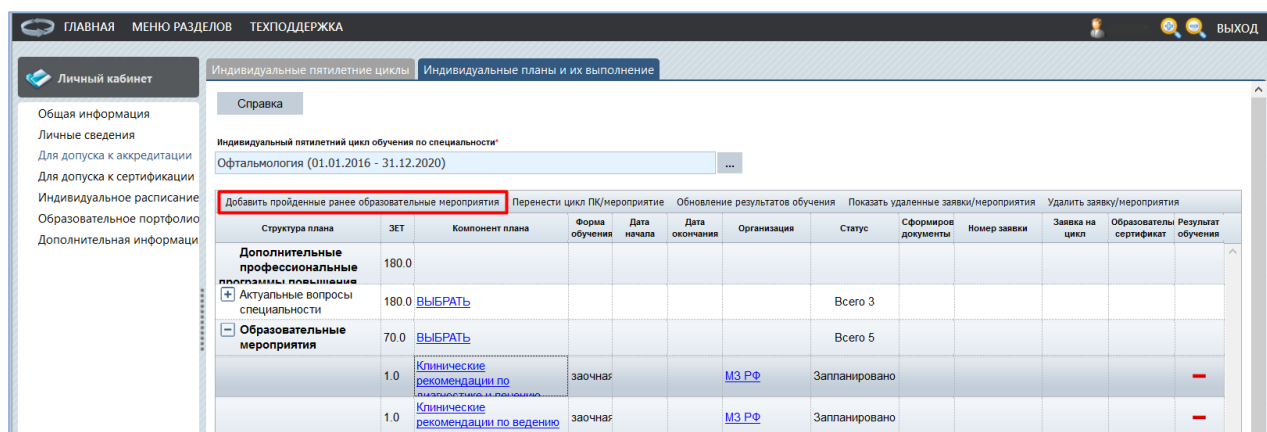 ГЛАВНАЯ МЕНЮ РАЗДЕЛОВ ТЕХПОДДЕРЖКА ВЫХОД
Личный кабинет
Общая информация
Личные сведения
Для допуска к аккредитации
Для допуска к сертификации
Индивидуальное расписание
Образовательное портфолио
Дополнительная информаци
Индивидуальные пятилетние циклы Индивидуальные планы и их выполнение
Справка
Индивидуальный пятилетний цикл обучения по специальности*
Офтальмология (01.01.2016 - 31.12.2020) ...
Добавить пройденные ранее образовательные мероприятия Перенести цикл ПК/мероприятие Обновление результатов обучения Показать удаленные заявки/мероприятия Удалить заявку/мероприятия
Структура плана ЗЕТ Компонент плана Форма обучения Дата начала Дата окончания Организация Статус Сформиров документы Номер заявки Заявка на цикл Образователы сертификат Результат обучения
Дополнительные
профессиональные 180.0
программы повышения
Актуальные вопросы
специальности 180.0 ВЫБРАТЬ Всего 3
Образовательные
мероприятия 70.0 ВЫБРАТЬ Всего 5
Клинические
1.0 рекомендации по заочная МЗ РФ Запланировано
диагностике и лечению
Клинические
1.0 рекомендации по ведению заочная МЗ РФ Запланировано